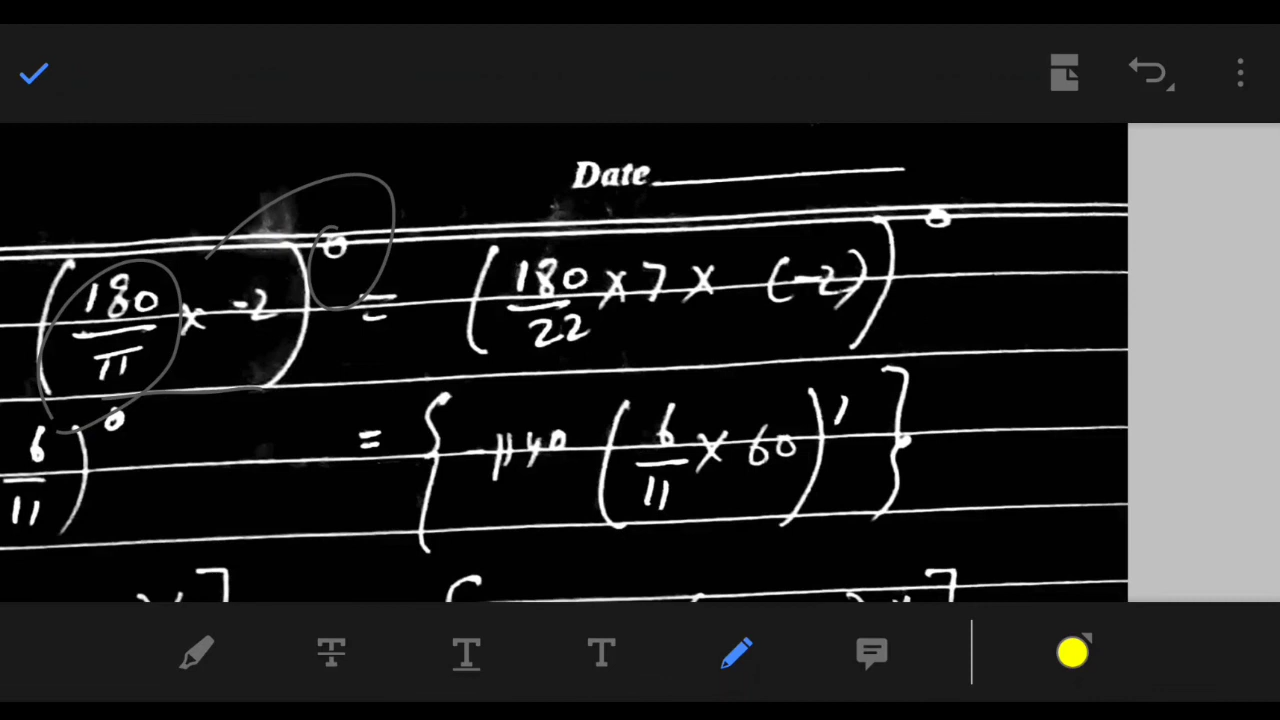 Date
(180/π × -2)° = (180/22 × 7 × (-2))°
6/11)° = { -114° (6/11 × 60)' }